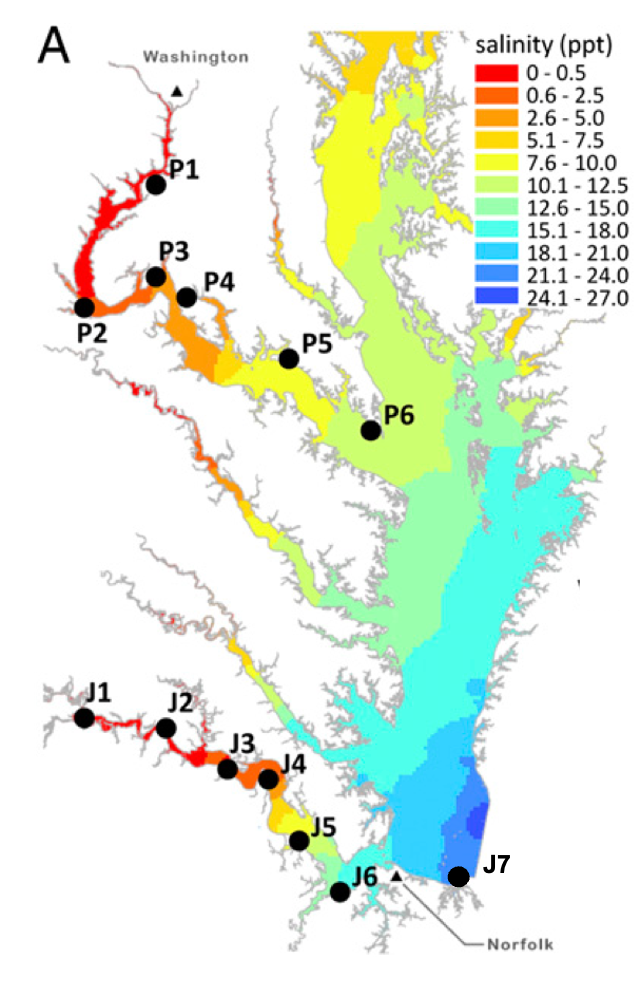 A
Washington
salinity (ppt)
0 - 0.5
0.6 - 2.5
2.6 - 5.0
5.1 - 7.5
7.6 - 10.0
10.1 - 12.5
12.6 - 15.0
15.1 - 18.0
18.1 - 21.0
21.1 - 24.0
24.1 - 27.0
P1
P3
P4
P2
P5
P6
J1
J2
J3
J4
J5
J6
J7
Norfolk